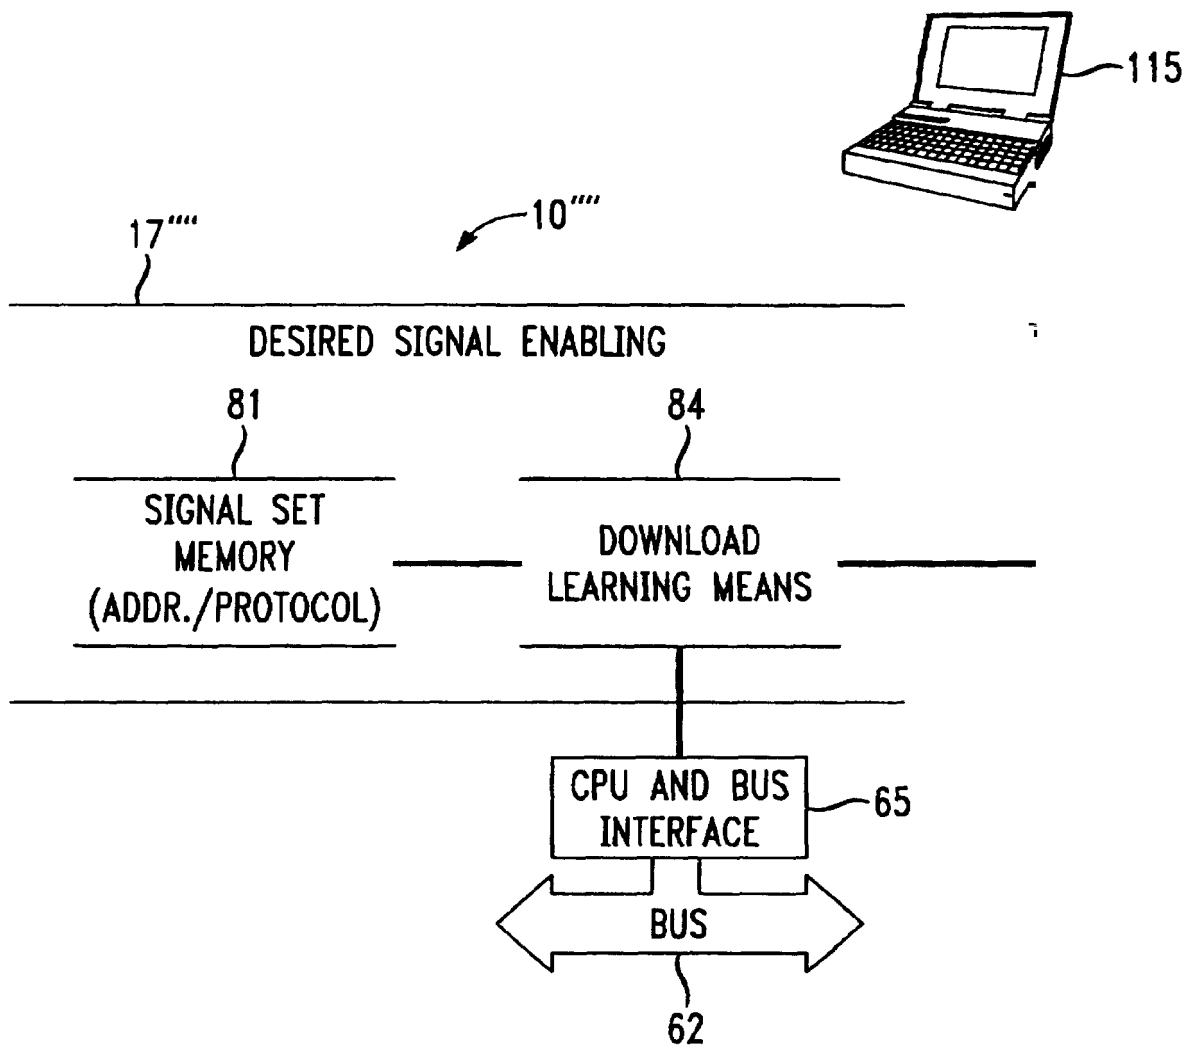 115
10"""
17""""
DESIRED SIGNAL ENABLING
81
84
SIGNAL SET
MEMORY
(ADDR./PROTOCOL)
DOWNLOAD
LEARNING MEANS
CPU AND BUS
INTERFACE
65
BUS
62